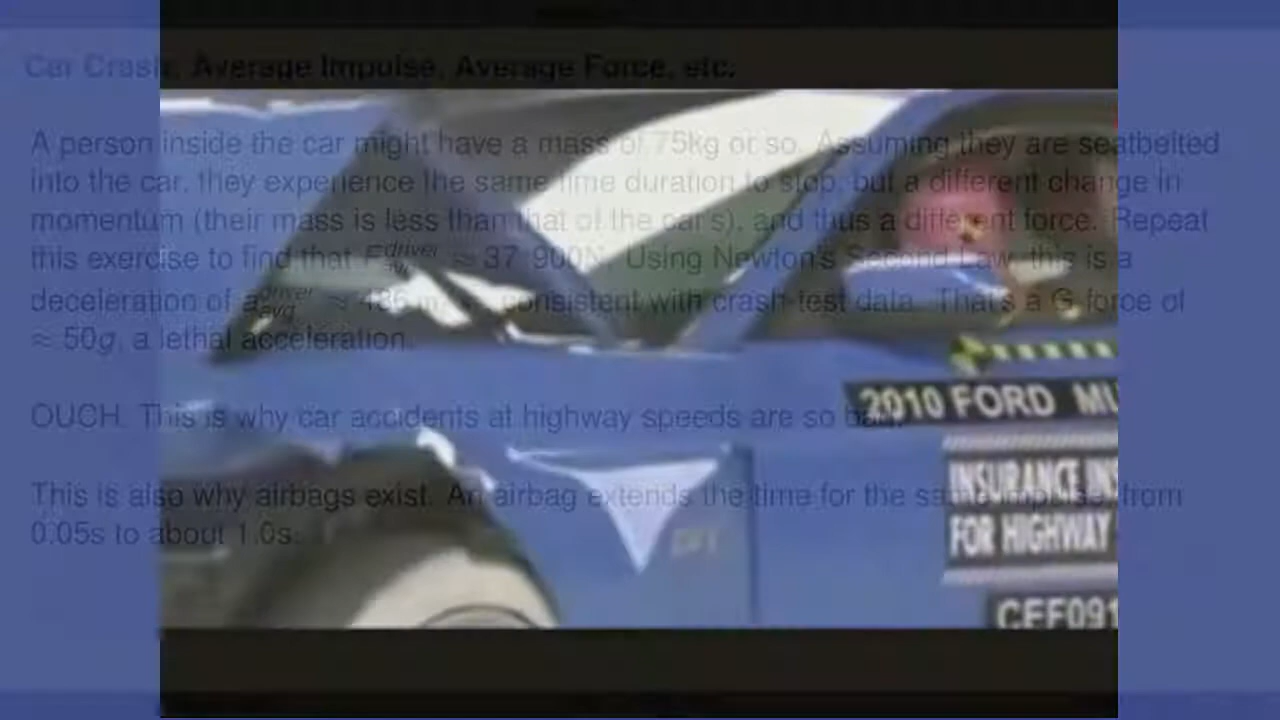 Car Crash, Average Impulse, Average Force, etc.
A person inside the car might have a mass of 75kg or so. Assuming they are seatbelted
into the car, they experience the same time duration to stop, but a different change in
momentum (their mass is less than that of the car's), and thus a different force. Repeat
this exercise to find that F driver avg ≈ 37,900N. Using Newton's Second Law, this is a
deceleration of a driver avg ≈ consistent with crash test data. That's a G-force of
≈ 50g, a lethal acceleration.
2010 FORD MU
OUCH. This is why car accidents at highway speeds are so bad.
INSURANCE INS
This is also why airbags exist. An airbag extends the time for the same impulse from
0.05s to about 1.0s.
FOR HIGHWAY
CEF091